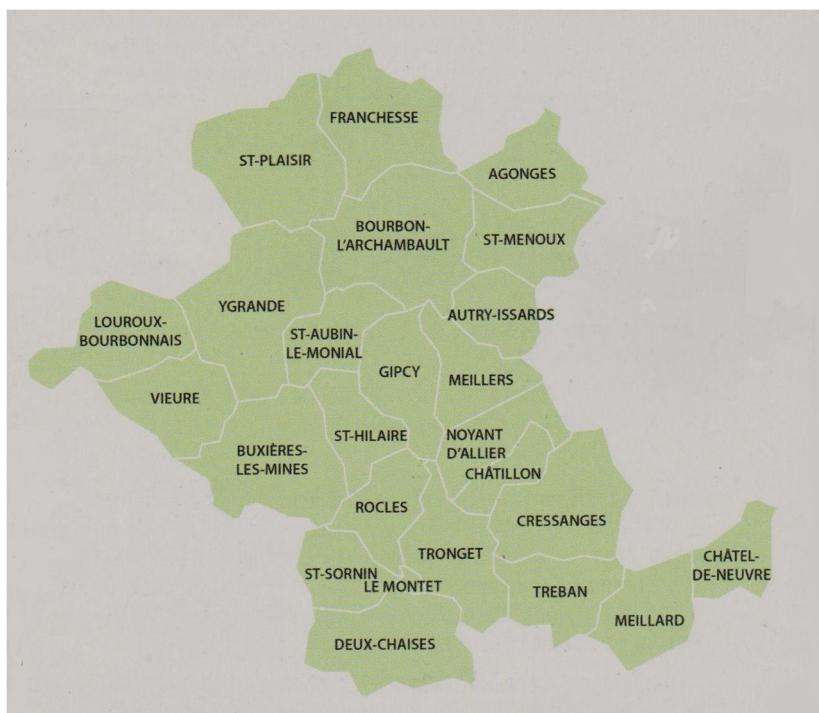 FRANCHESSE
ST-PLAISIR
AGONGES
BOURBON-
L'ARCHAMBAULT
ST-MENOUX
YGRANDE
AUTRY-ISSARDS
LOUROUX-
BOURBONNAIS
ST-AUBIN-
LE-MONIAL
GIPCY
MEILLERS
VIEURE
ST-HILAIRE
NOYANT
D'ALLIER
BUXIÈRES-
LES-MINES
CHÂTILLON
ROCLES
CRESSANGES
TRONGET
CHÂTEL-
DE-NEUVRE
ST-SORNIN
LE MONTET
TREBAN
MEILLARD
DEUX-CHAISES